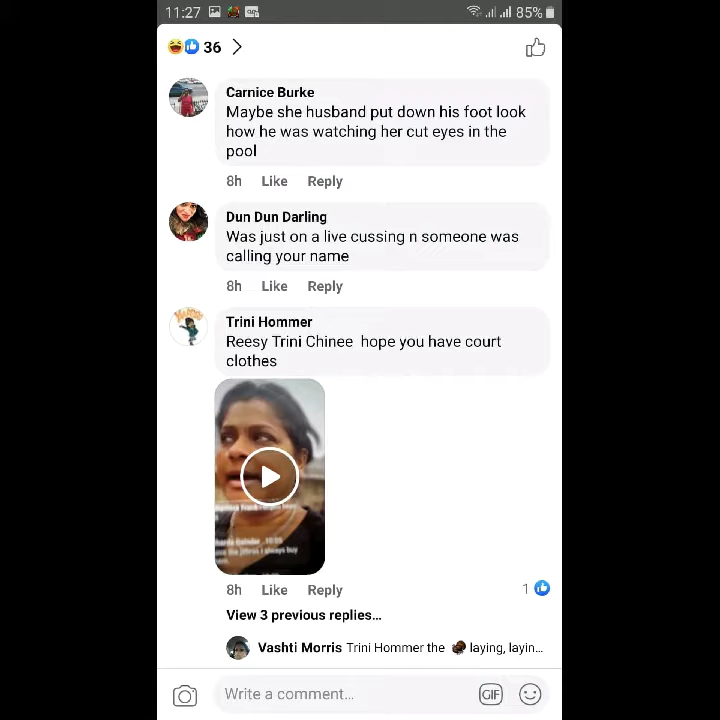 11:27
85%
36
Carnice Burke
Maybe she husband put down his foot look
how he was watching her cut eyes in the
pool
8h Like Reply
Dun Dun Darling
Was just on a live cussing n someone was
calling your name
8h Like Reply
Trini Hommer
Reesy Trini Chinee hope you have court
clothes
8h Like Reply 1
View 3 previous replies...
Vashti Morris Trini Hommer the laying, layin...
Write a comment...
GIF